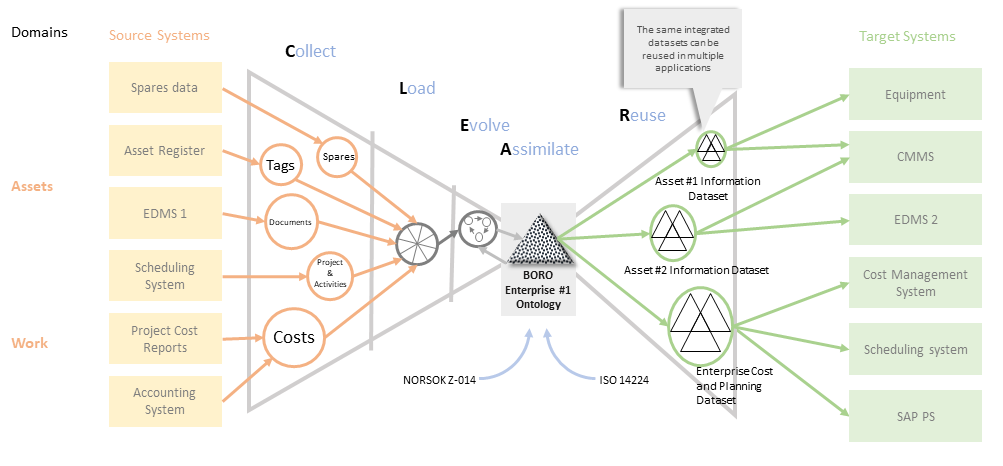 Domains
Source Systems
Collect
Load
Evolve
Assimilate
Reuse
The same integrated
datasets can be
reused in multiple
applications
Target Systems
Assets
Work
Spares data
Asset Register
EDMS 1
Scheduling
System
Project Cost
Reports
Accounting
System
Tags
Spares
Documents
Project
&
Activities
Costs
BORO
Enterprise #1
Ontology
NORSOK Z-014
ISO 14224
Asset #1 Information
Dataset
Asset #2 Information Dataset
Enterprise Cost
and Planning
Dataset
Equipment
CMMS
EDMS 2
Cost Management
System
Scheduling system
SAP PS